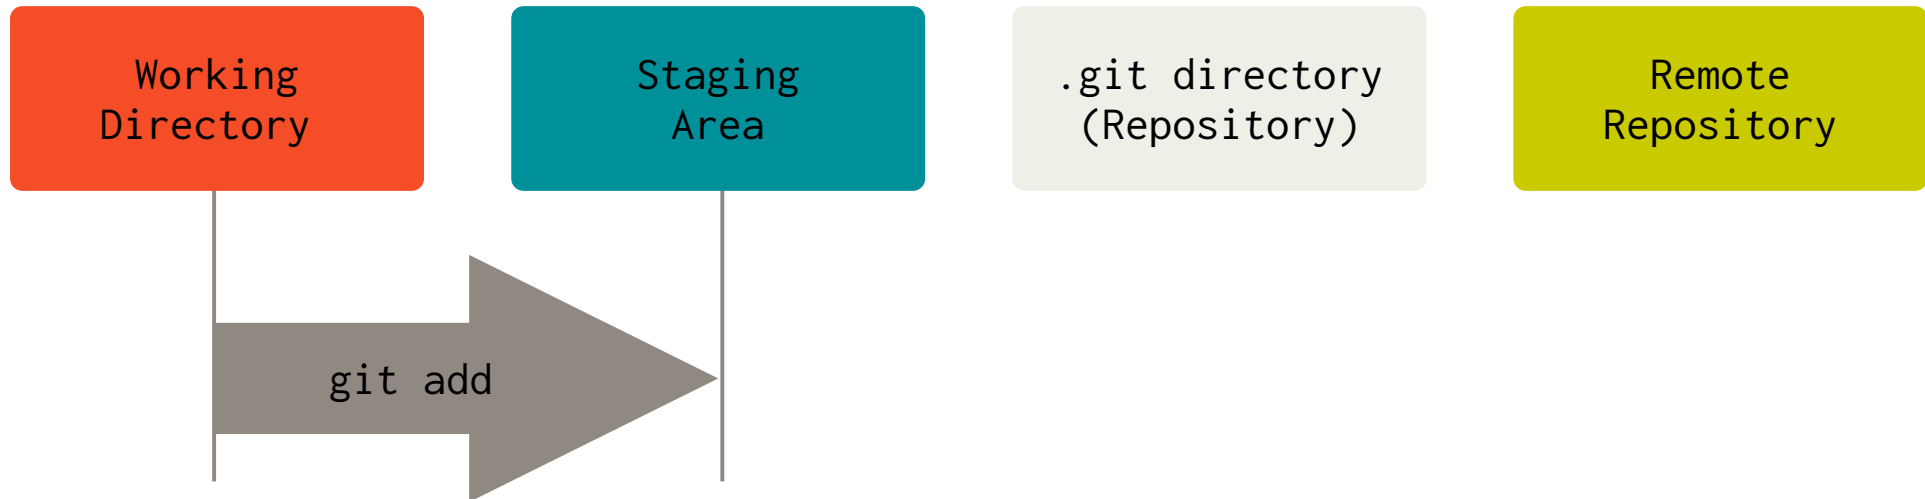 Working
Directory
Staging
Area
.git directory
(Repository)
Remote
Repository
git add